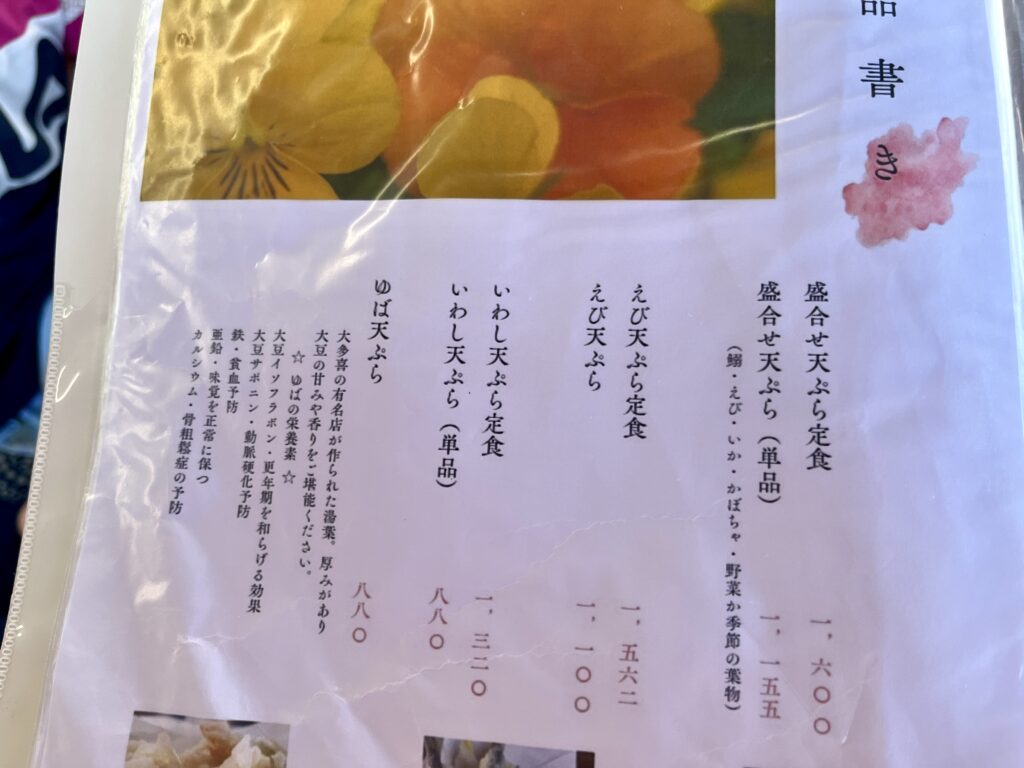 品書き
盛合せ天ぷら定食 一,六〇〇
盛合せ天ぷら（単品） 一,一五五
（鰯・えび・いか・かぼちゃ・野菜か季節の葉物）
えび天ぷら定食 一,五六二
えび天ぷら 一,一〇〇
いわし天ぷら定食 一,三二〇
いわし天ぷら（単品） 八八〇
ゆば天ぷら 八八〇
大多喜の有名店が作られた湯葉。厚みがあり
大豆の甘みや香りをご堪能ください。
☆ ゆばの栄養素 ☆
大豆イソフラボン・更年期を和らげる効果
大豆サポニン・動脈硬化予防
鉄・貧血予防
亜鉛・味覚を正常に保つ
カルシウム・骨粗鬆症の予防